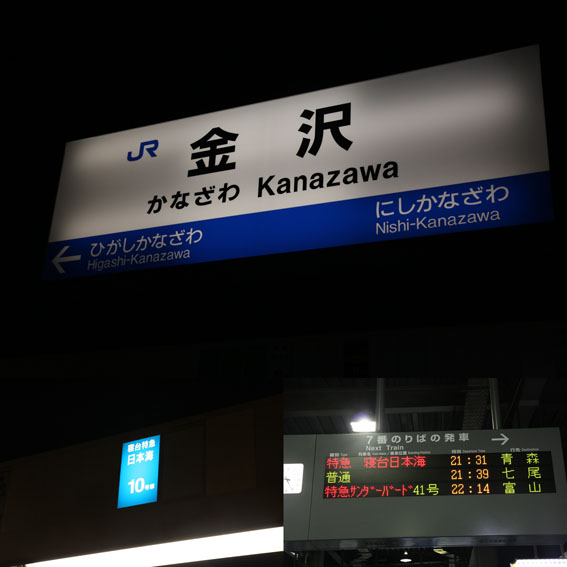 JR 金沢
かなざわ Kanazawa
にしかなざわ
Nishi-Kanazawa
← ひがしかなざわ
Higashi-Kanazawa
寝台特急
日本海
10号車
7番のりばの発車 →
Next Train
特急 寝台日本海 21:31 青森
普通 21:39 七尾
特急サンダーバード41号 22:14 富山